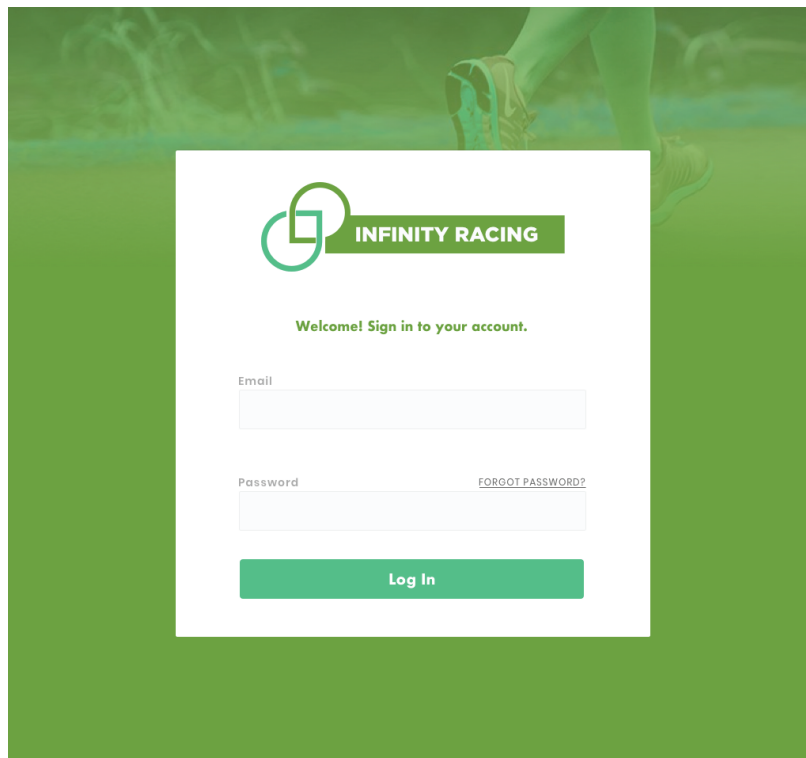 INFINITY RACING
Welcome! Sign in to your account.
Email
Password
FORGOT PASSWORD?
Log In